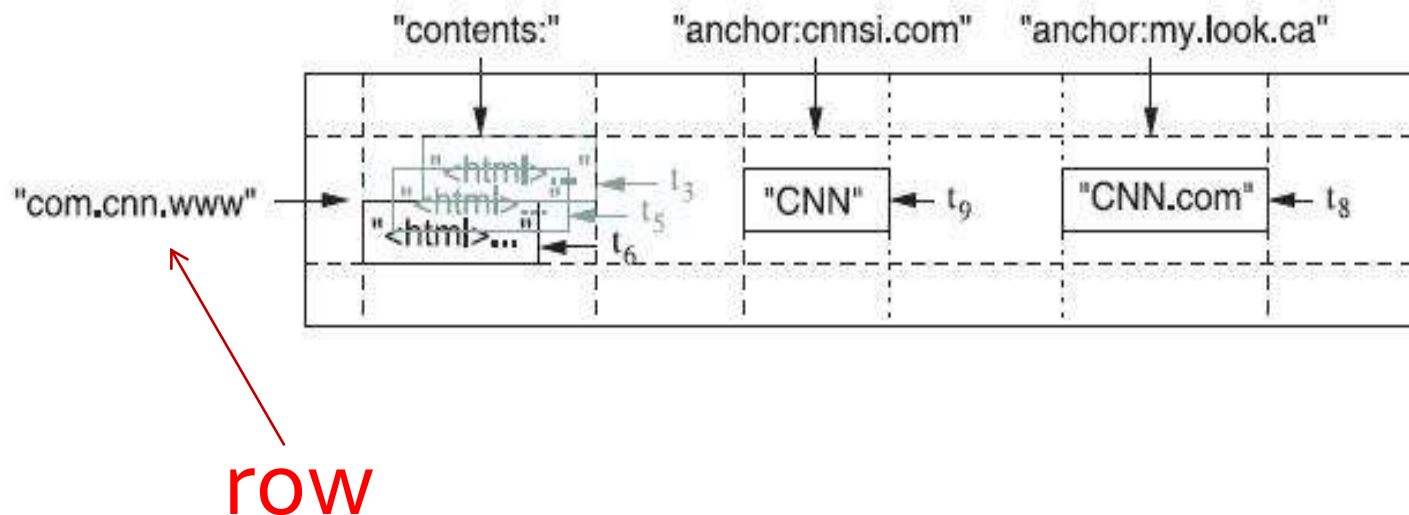 "contents:" "anchor:cnnsi.com" "anchor:my.look.ca"
"<html>..." t3
"com.cnn.www" "<html>..." t5 "CNN" t9 "CNN.com" t8
"<html>..." t6
row